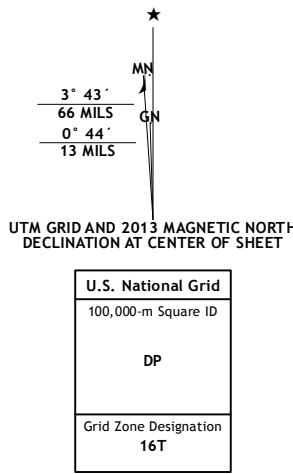 ★
MN
3° 43´
66 MILS
GN
0° 44´
13 MILS
UTM GRID AND 2013 MAGNETIC NORTH
DECLINATION AT CENTER OF SHEET
U.S. National Grid
100,000-m Square ID
DP
Grid Zone Designation
16T